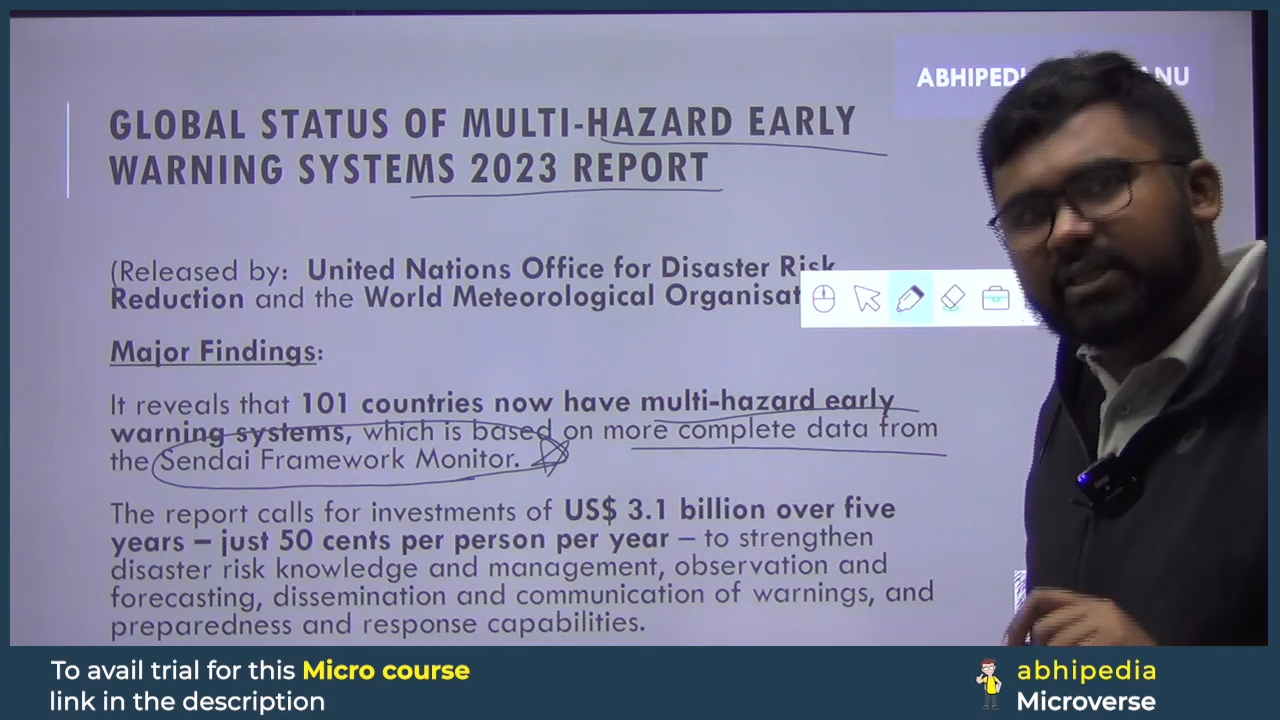 ABHIPEDI
ANU
GLOBAL STATUS OF MULTI-HAZARD EARLY
WARNING SYSTEMS 2023 REPORT
(Released by: United Nations Office for Disaster Risk
Reduction and the World Meteorological Organisat
Major Findings:
It reveals that 101 countries now have multi-hazard early
warning systems, which is based on more complete data from
the Sendai Framework Monitor.
The report calls for investments of US$ 3.1 billion over five
years – just 50 cents per person per year – to strengthen
disaster risk knowledge and management, observation and
forecasting, dissemination and communication of warnings, and
preparedness and response capabilities.
To avail trial for this Micro course
link in the description
abhipedia
Microverse